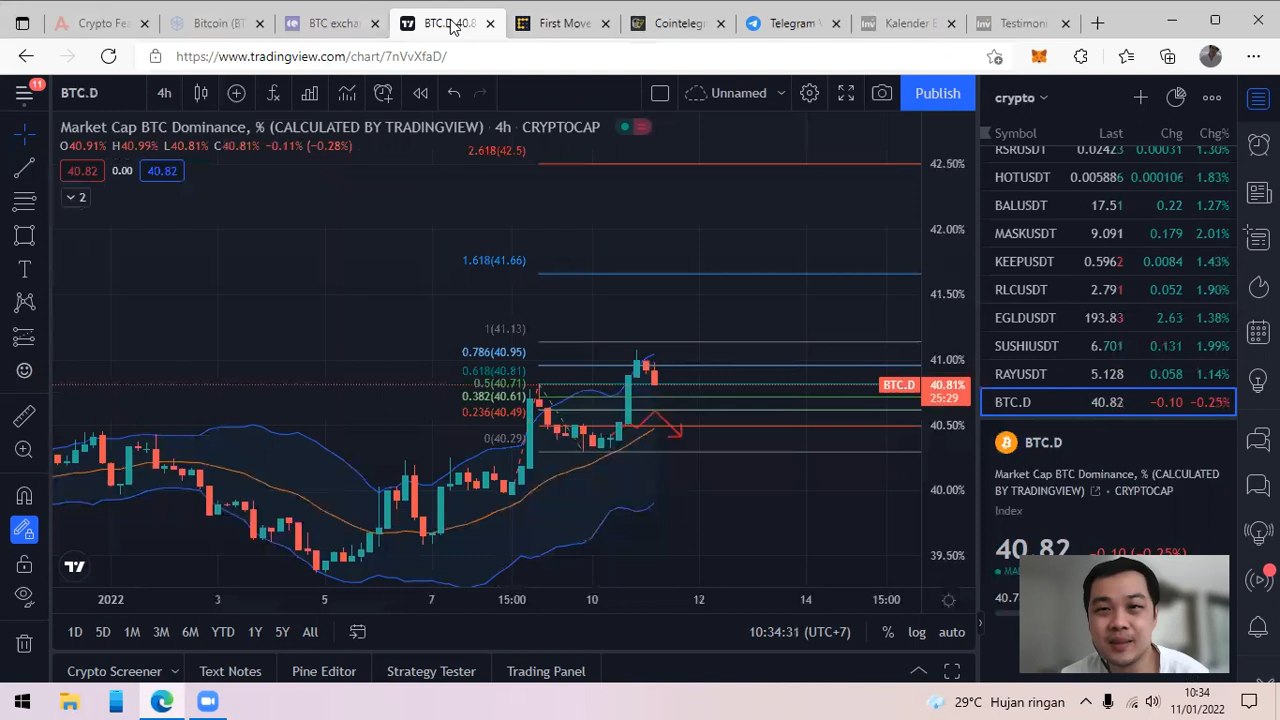 Crypto Fea
Bitcoin (BT
BTC excha
BTC.D 40.8
First Move
Cointeleg
Telegram V
Kalender E
Testimoni
https://www.tradingview.com/chart/7nVvXfaD/
11
BTC.D
4h
Unnamed
Publish
crypto
Market Cap BTC Dominance, % (CALCULATED BY TRADINGVIEW) · 4h · CRYPTOCAP
O40.91% H40.99% L40.81% C40.81% −0.11% (−0.28%)
40.82 0.00 40.82
2
2.618(42.5)
1.618(41.66)
1(41.13)
0.786(40.95)
0.618(40.81)
0.5(40.71)
0.382(40.61)
0.236(40.49)
0(40.29)
42.50%
42.00%
41.50%
41.00%
BTC.D 40.81%
25:29
40.50%
40.00%
39.50%
2022 3 5 7 15:00 10 12 14 15:00
1D 5D 1M 3M 6M YTD 1Y 5Y All
10:34:31 (UTC+7) % log auto
Crypto Screener Text Notes Pine Editor Strategy Tester Trading Panel
Symbol Last Chg Chg%
RSRUSDT 0.02423 0.00031 1.30%
HOTUSDT 0.005886 0.000106 1.83%
BALUSDT 17.51 0.22 1.27%
MASKUSDT 9.091 0.179 2.01%
KEEPUSDT 0.5962 0.0084 1.43%
RLCUSDT 2.791 0.052 1.90%
EGLDUSDT 193.83 2.63 1.38%
SUSHIUSDT 6.701 0.131 1.99%
RAYUSDT 5.128 0.058 1.14%
BTC.D 40.82 −0.10 −0.25%
BTC.D
Market Cap BTC Dominance, % (CALCULATED
BY TRADINGVIEW) · CRYPTOCAP
Index
40.82 −0.10 (−0.25%)
29°C Hujan ringan
10:34
11/01/2022